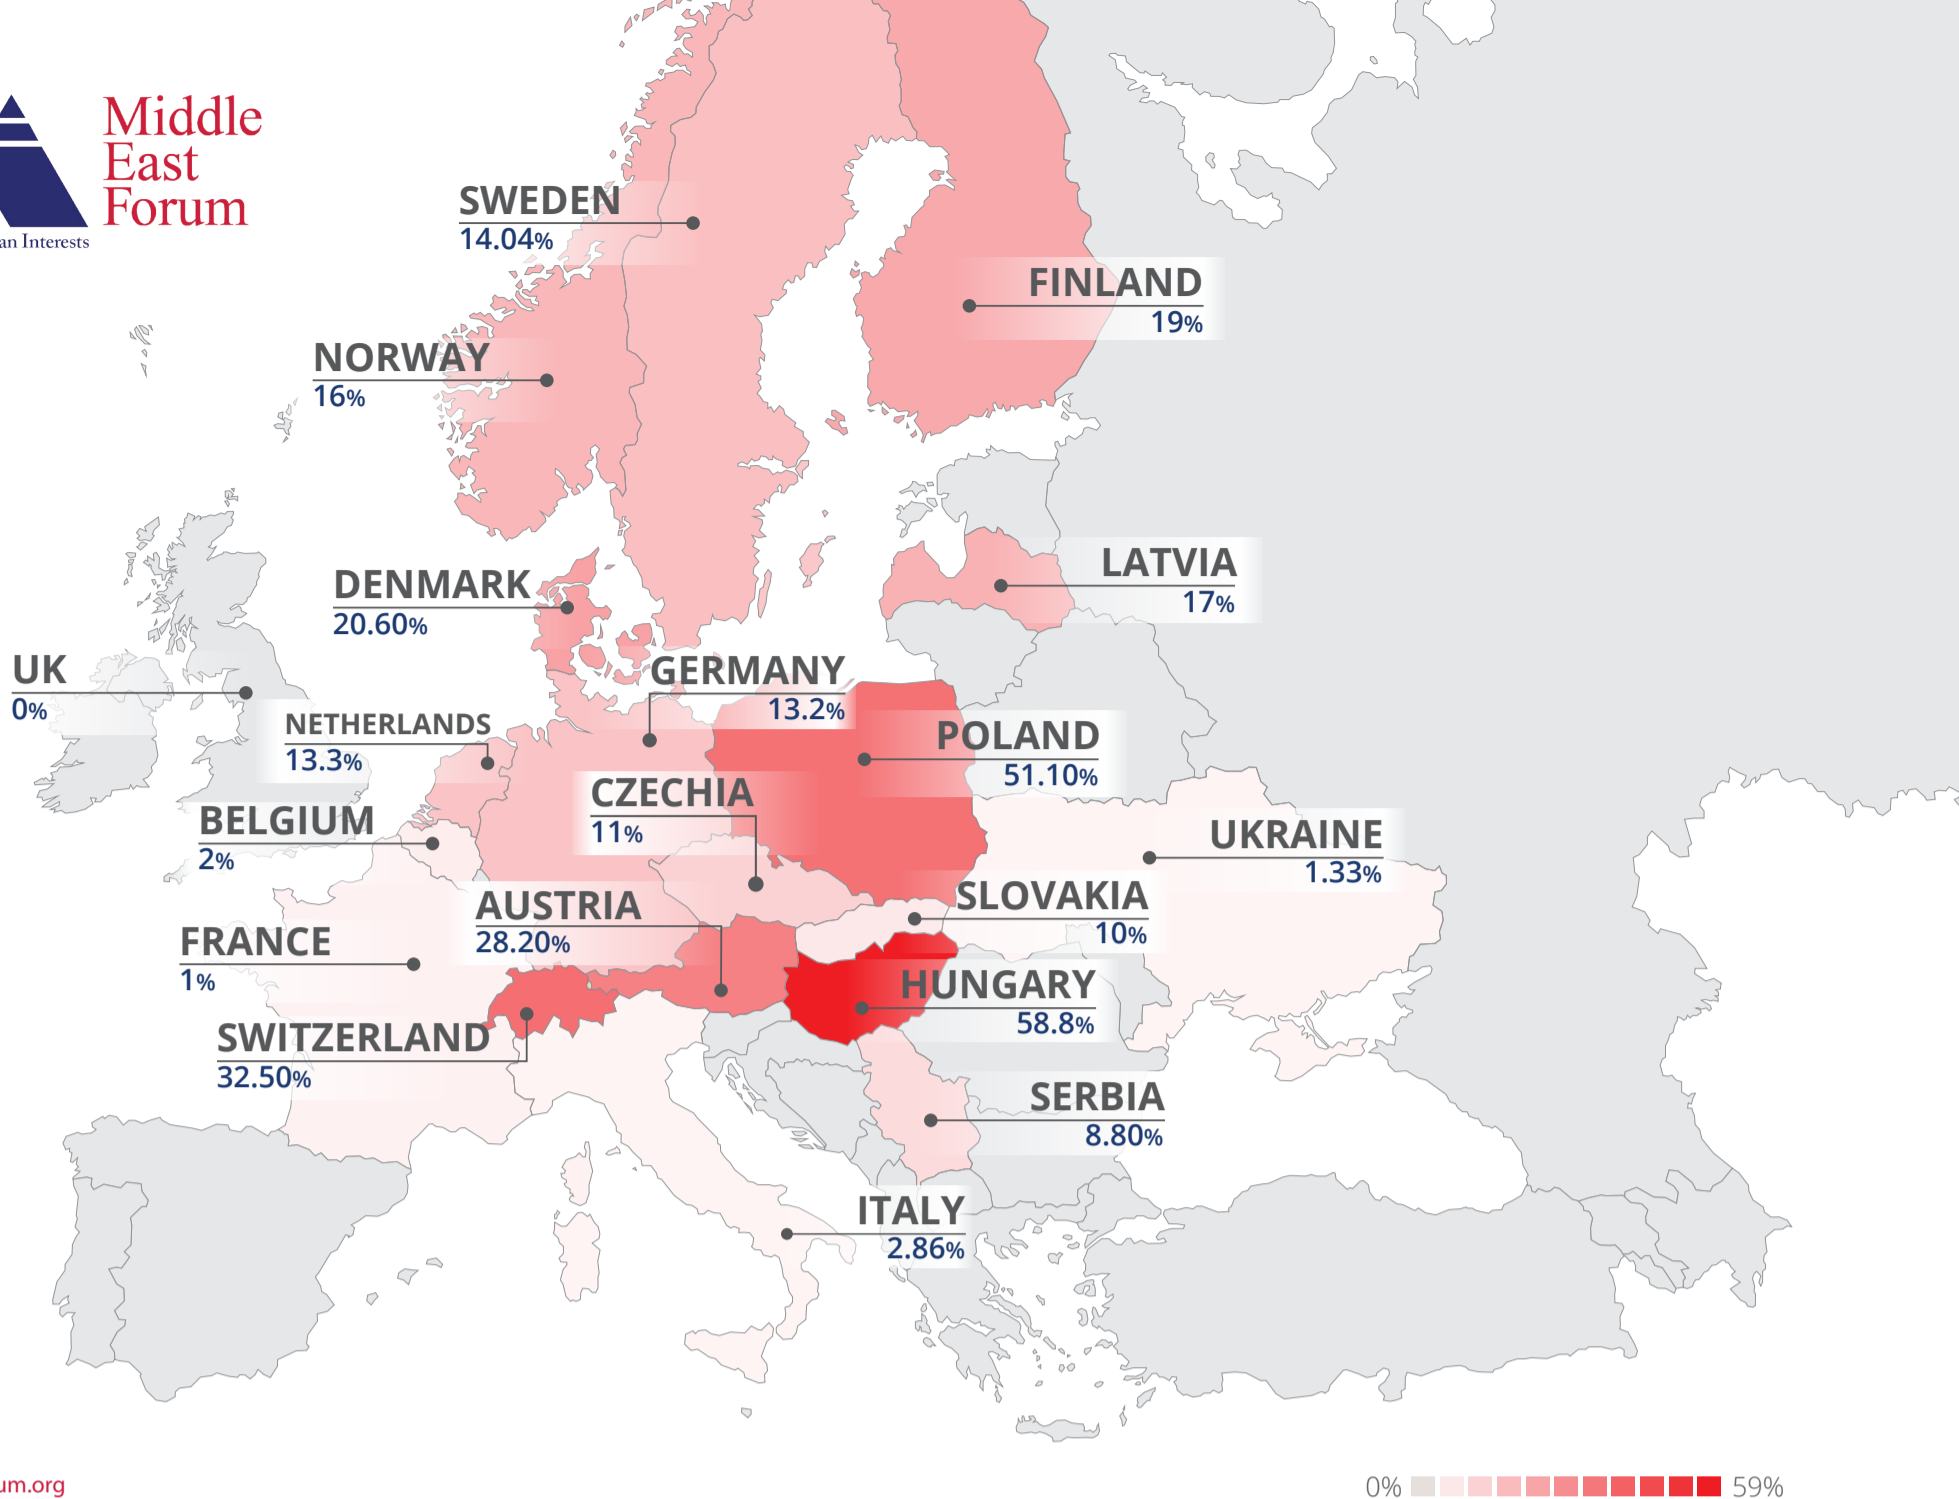 Middle
East
Forum
an Interests
SWEDEN
14.04%
FINLAND
19%
NORWAY
16%
LATVIA
17%
DENMARK
20.60%
UK
0%
GERMANY
13.2%
NETHERLANDS
13.3%
POLAND
51.10%
CZECHIA
11%
BELGIUM
2%
UKRAINE
1.33%
SLOVAKIA
10%
AUSTRIA
28.20%
FRANCE
1%
HUNGARY
58.8%
SWITZERLAND
32.50%
SERBIA
8.80%
ITALY
2.86%
um.org
0% 59%